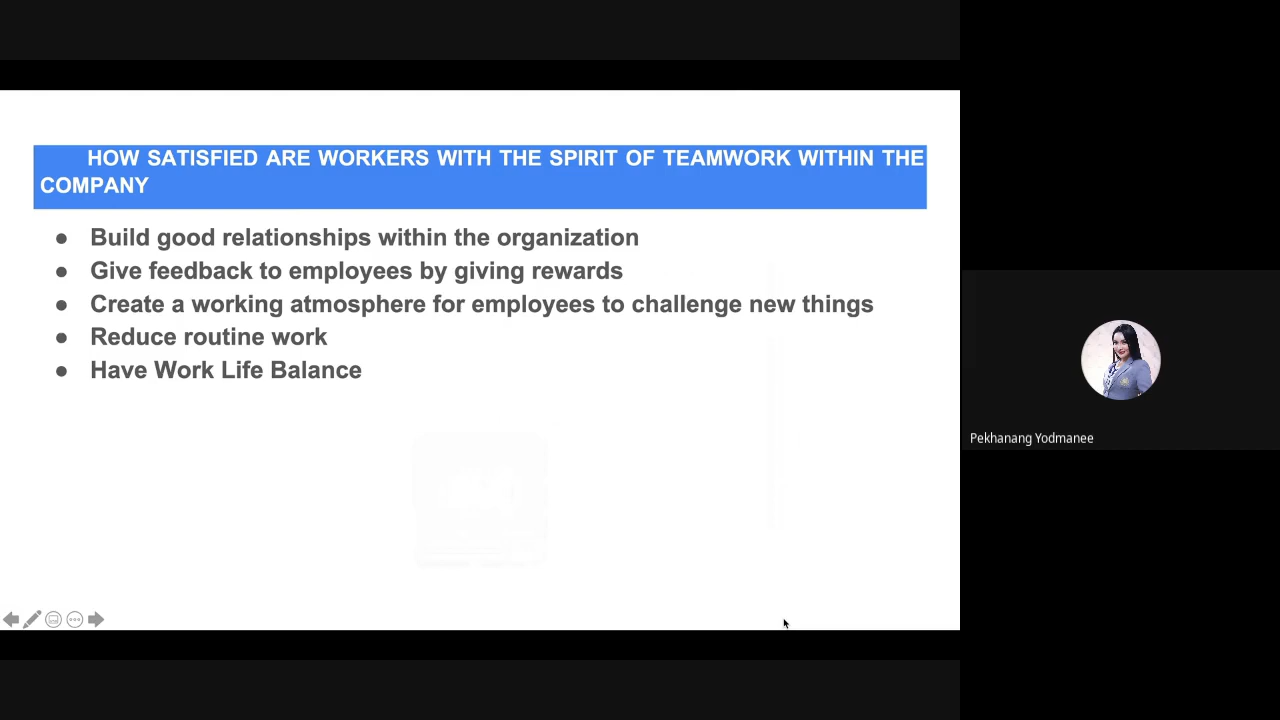 HOW SATISFIED ARE WORKERS WITH THE SPIRIT OF TEAMWORK WITHIN THE
COMPANY
● Build good relationships within the organization
● Give feedback to employees by giving rewards
● Create a working atmosphere for employees to challenge new things
● Reduce routine work
● Have Work Life Balance
Pekhanang Yodmanee